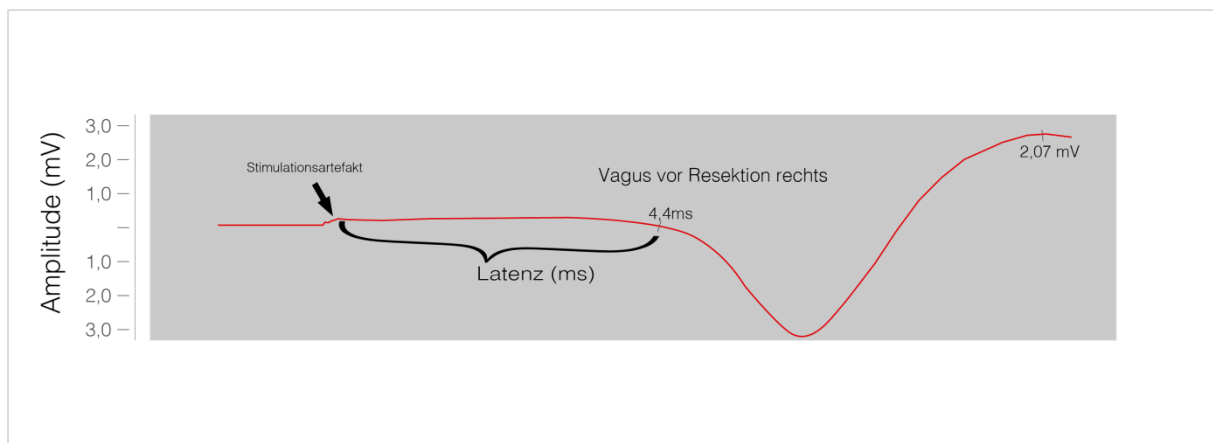 Amplitude (mV)
3,0
2,0
1,0
1,0
2,0
3,0
Stimulationsartefakt
Vagus vor Resektion rechts
2,07 mV
4,4ms
Latenz (ms)